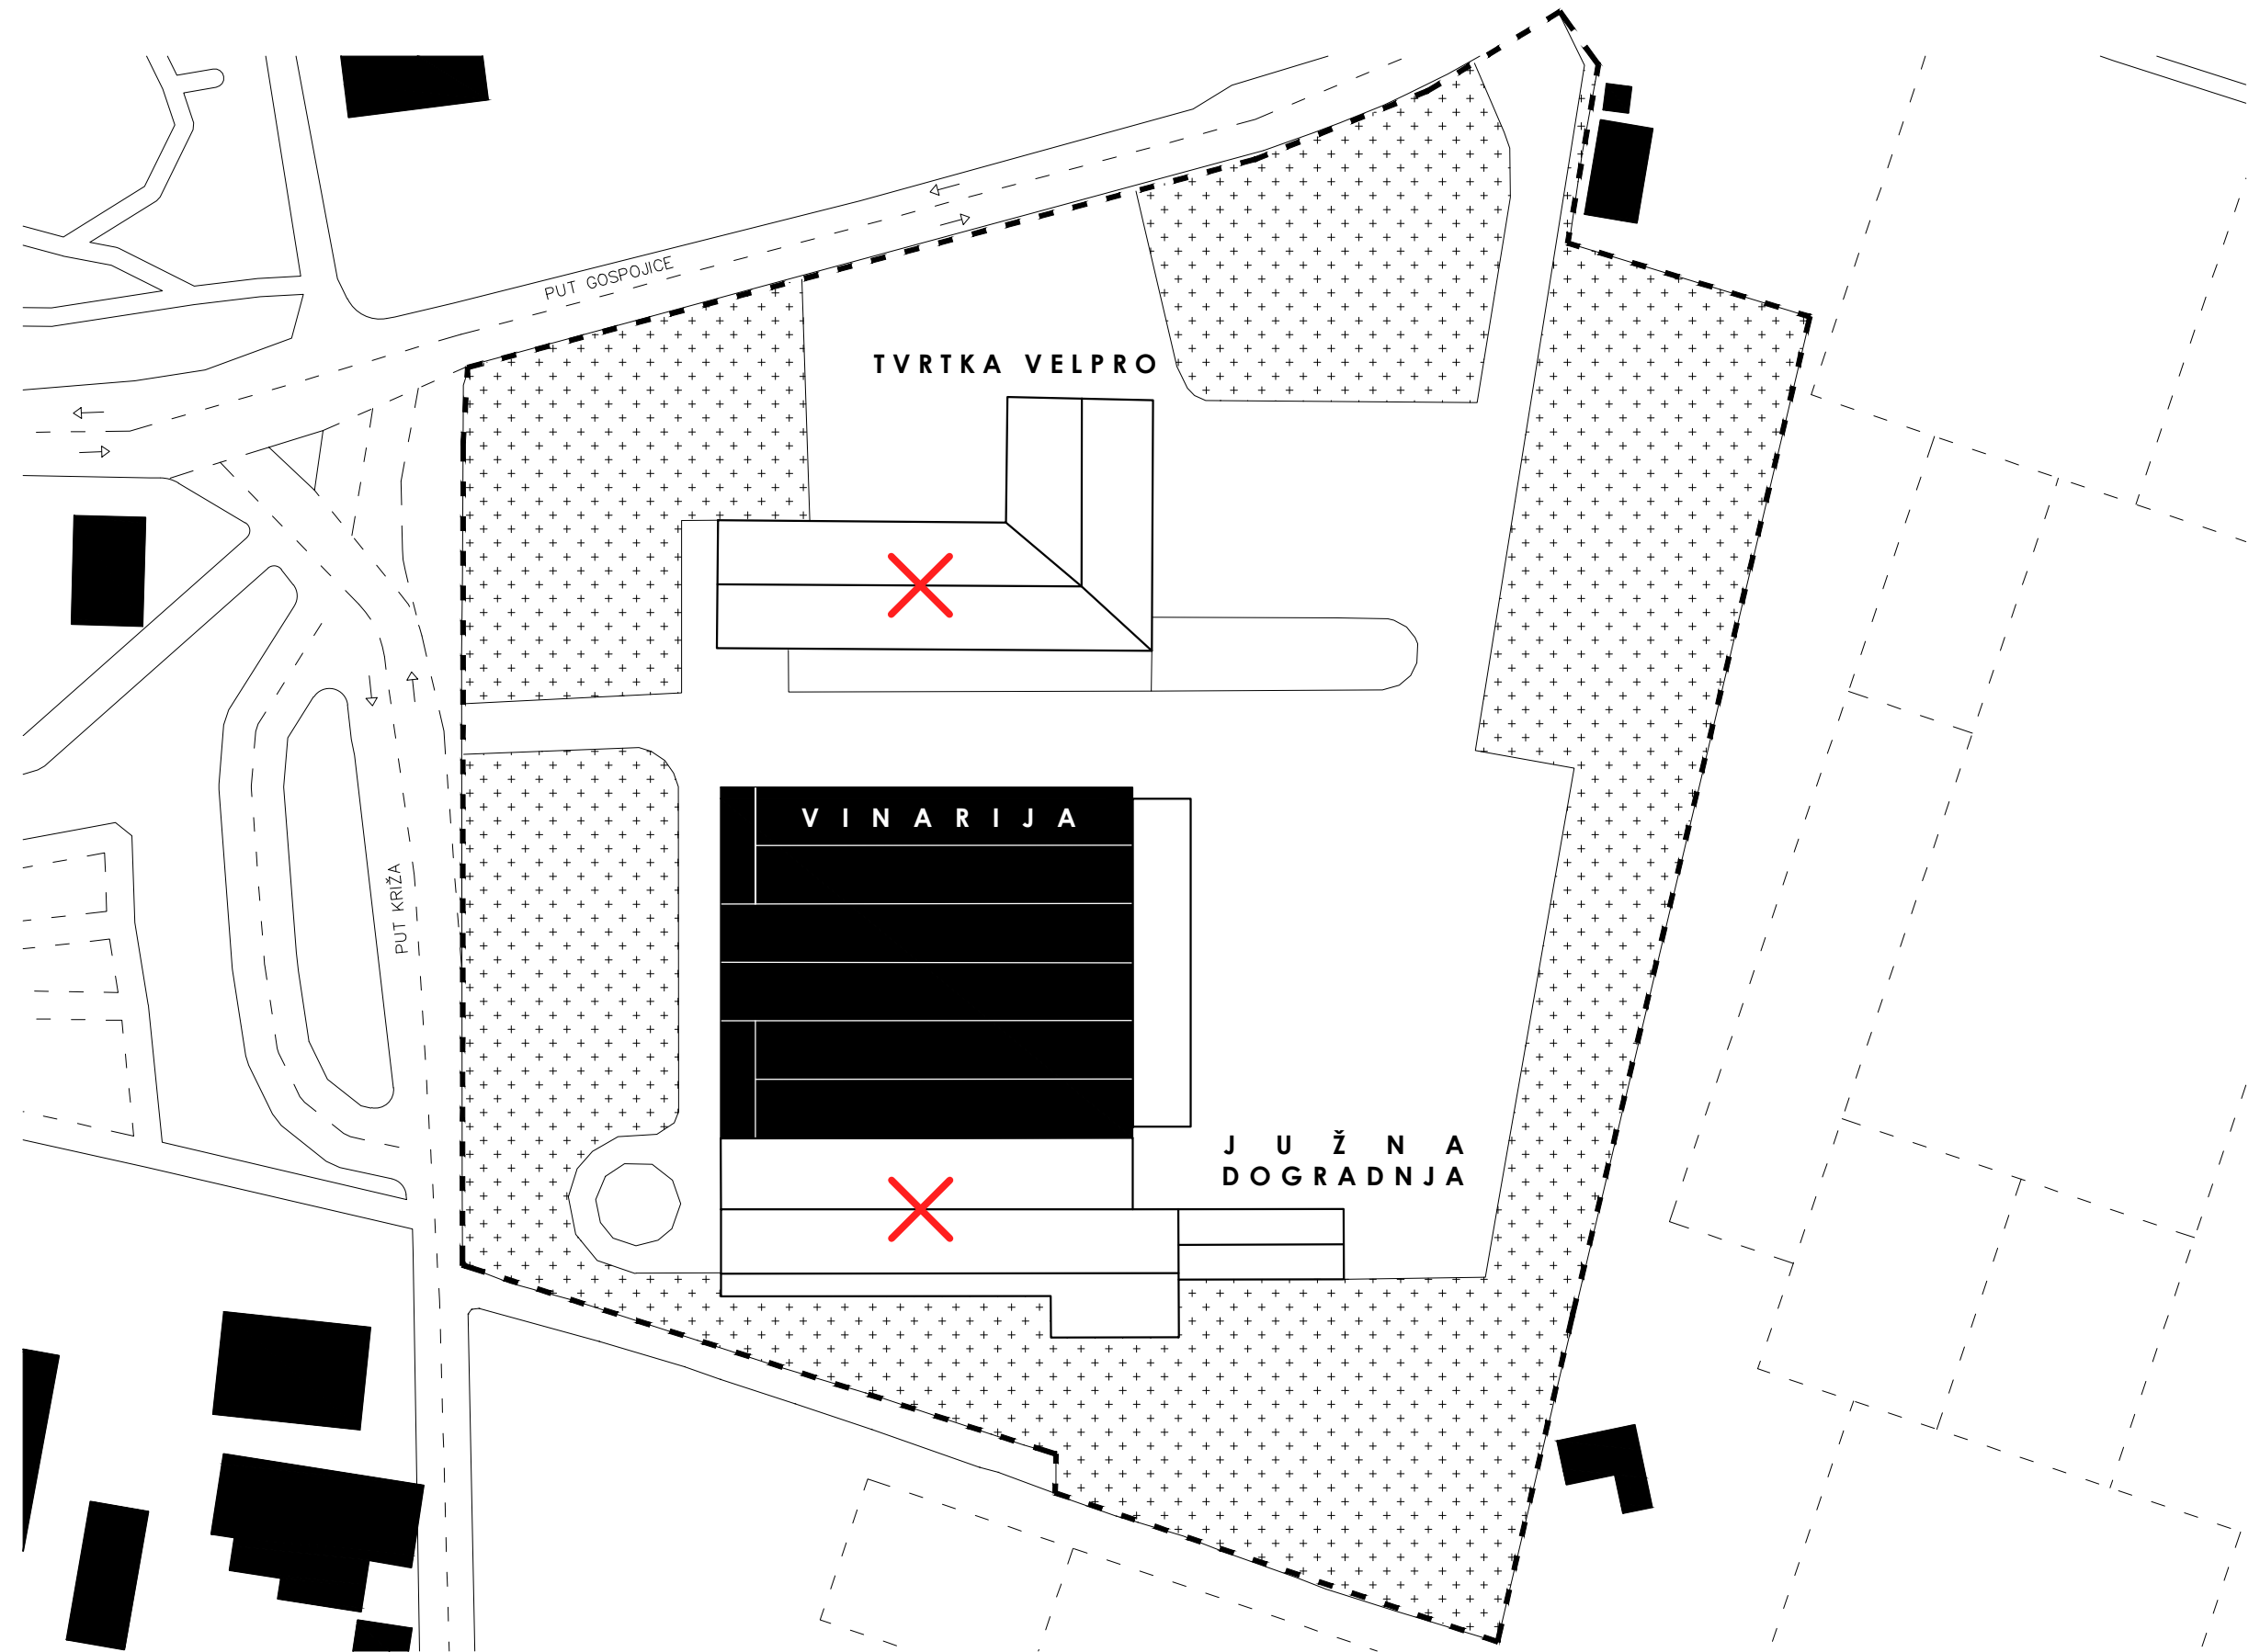 PUT GOSPOJICE
TVRTKA VELPRO
VINARIJA
PUT KRIŽA
JUŽNA
DOGRADNJA